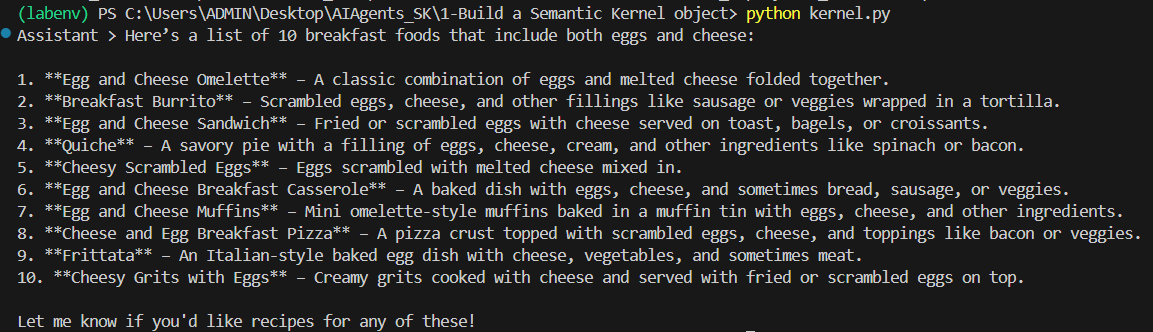 (labenv) PS C:\Users\ADMIN\Desktop\AIAgents_SK\1-Build a Semantic Kernel object> python kernel.py
Assistant > Here’s a list of 10 breakfast foods that include both eggs and cheese:
1. **Egg and Cheese Omelette** – A classic combination of eggs and melted cheese folded together.
2. **Breakfast Burrito** – Scrambled eggs, cheese, and other fillings like sausage or veggies wrapped in a tortilla.
3. **Egg and Cheese Sandwich** – Fried or scrambled eggs with cheese served on toast, bagels, or croissants.
4. **Quiche** – A savory pie with a filling of eggs, cheese, cream, and other ingredients like spinach or bacon.
5. **Cheesy Scrambled Eggs** – Eggs scrambled with melted cheese mixed in.
6. **Egg and Cheese Breakfast Casserole** – A baked dish with eggs, cheese, and sometimes bread, sausage, or veggies.
7. **Egg and Cheese Muffins** – Mini omelette-style muffins baked in a muffin tin with eggs, cheese, and other ingredients.
8. **Cheese and Egg Breakfast Pizza** – A pizza crust topped with scrambled eggs, cheese, and toppings like bacon or veggies.
9. **Frittata** – An Italian-style baked egg dish with cheese, vegetables, and sometimes meat.
10. **Cheesy Grits with Eggs** – Creamy grits cooked with cheese and served with fried or scrambled eggs on top.
Let me know if you'd like recipes for any of these!